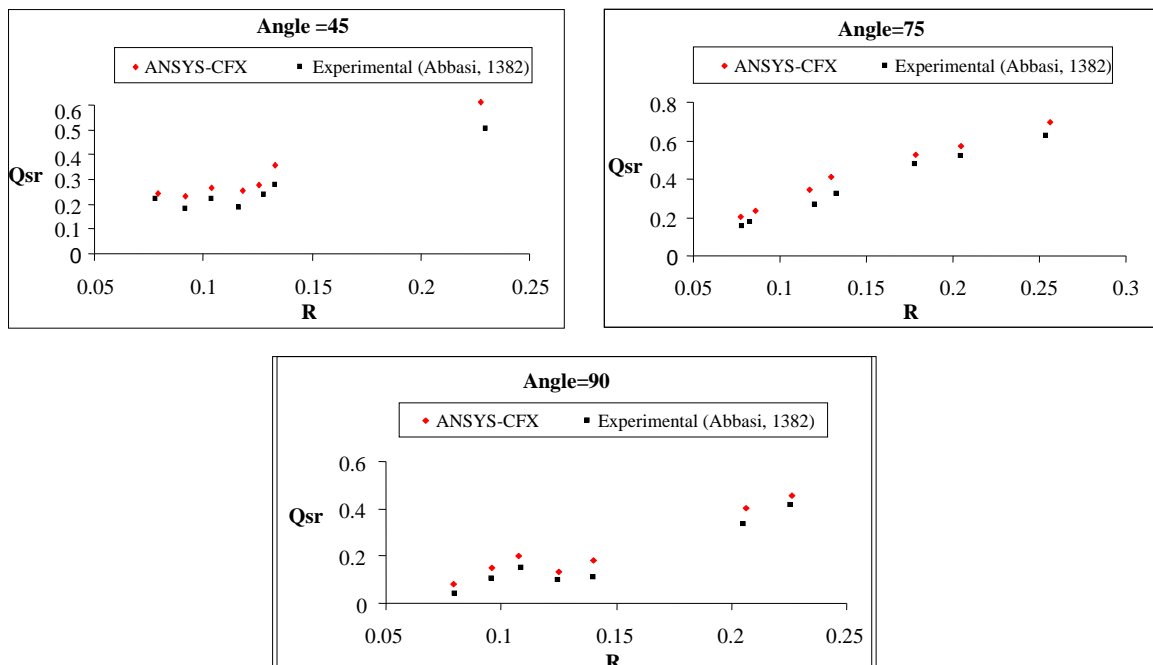 Angle =45
ANSYS-CFX Experimental (Abbasi, 1382)
0.6
0.5
0.4
0.3
0.2
0.1
0
Qsr
0.05 0.1 0.15 0.2 0.25
R
Angle=75
ANSYS-CFX Experimental (Abbasi, 1382)
0.8
0.6
0.4
0.2
0
Qsr
0.05 0.1 0.15 0.2 0.25 0.3
R
Angle=90
ANSYS-CFX Experimental (Abbasi, 1382)
0.6
0.4
0.2
0
Qsr
0.05 0.1 0.15 0.2 0.25
R